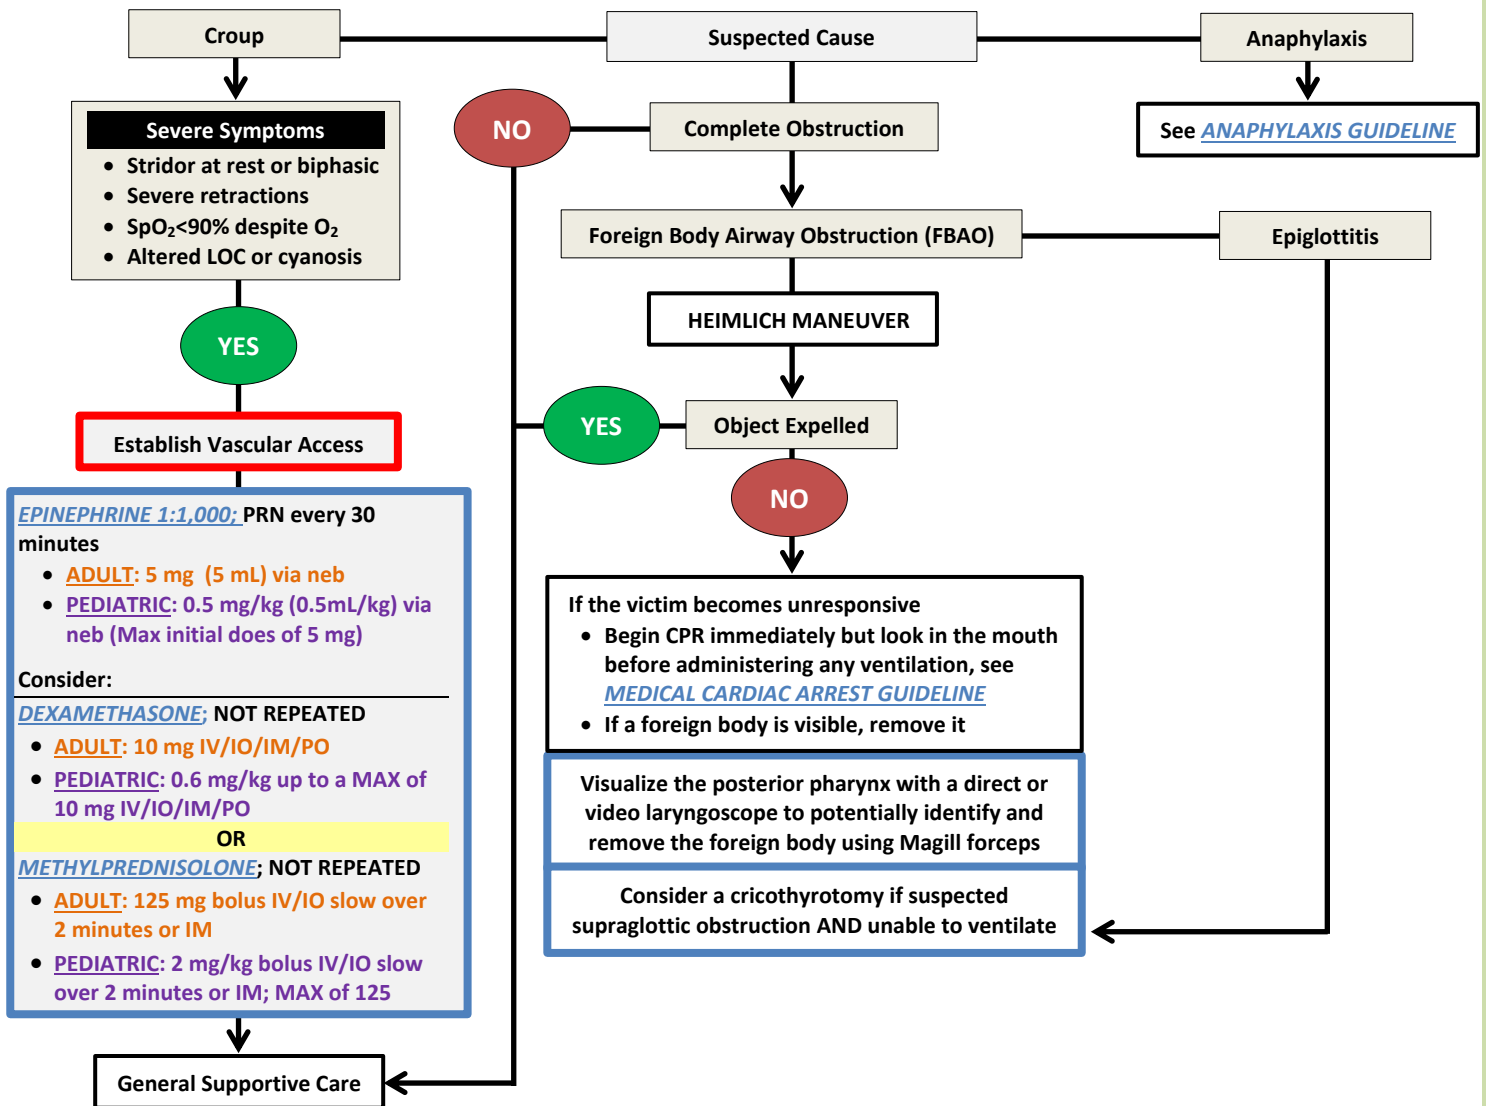 Croup
Suspected Cause
Anaphylaxis
Severe Symptoms
• Stridor at rest or biphasic
• Severe retractions
• SpO₂<90% despite O₂
• Altered LOC or cyanosis
NO
Complete Obstruction
See ANAPHYLAXIS GUIDELINE
Foreign Body Airway Obstruction (FBAO)
Epiglottitis
HEIMLICH MANEUVER
YES
Establish Vascular Access
YES
Object Expelled
NO
EPINEPHRINE 1:1,000; PRN every 30
minutes
• ADULT: 5 mg (5 mL) via neb
• PEDIATRIC: 0.5 mg/kg (0.5mL/kg) via
neb (Max initial does of 5 mg)
Consider:
DEXAMETHASONE; NOT REPEATED
• ADULT: 10 mg IV/IO/IM/PO
• PEDIATRIC: 0.6 mg/kg up to a MAX of
10 mg IV/IO/IM/PO
OR
METHYLPREDNISOLONE; NOT REPEATED
• ADULT: 125 mg bolus IV/IO slow over
2 minutes or IM
• PEDIATRIC: 2 mg/kg bolus IV/IO slow
over 2 minutes or IM; MAX of 125
If the victim becomes unresponsive
• Begin CPR immediately but look in the mouth
before administering any ventilation, see
MEDICAL CARDIAC ARREST GUIDELINE
• If a foreign body is visible, remove it
Visualize the posterior pharynx with a direct or
video laryngoscope to potentially identify and
remove the foreign body using Magill forceps
Consider a cricothyrotomy if suspected
supraglottic obstruction AND unable to ventilate
General Supportive Care